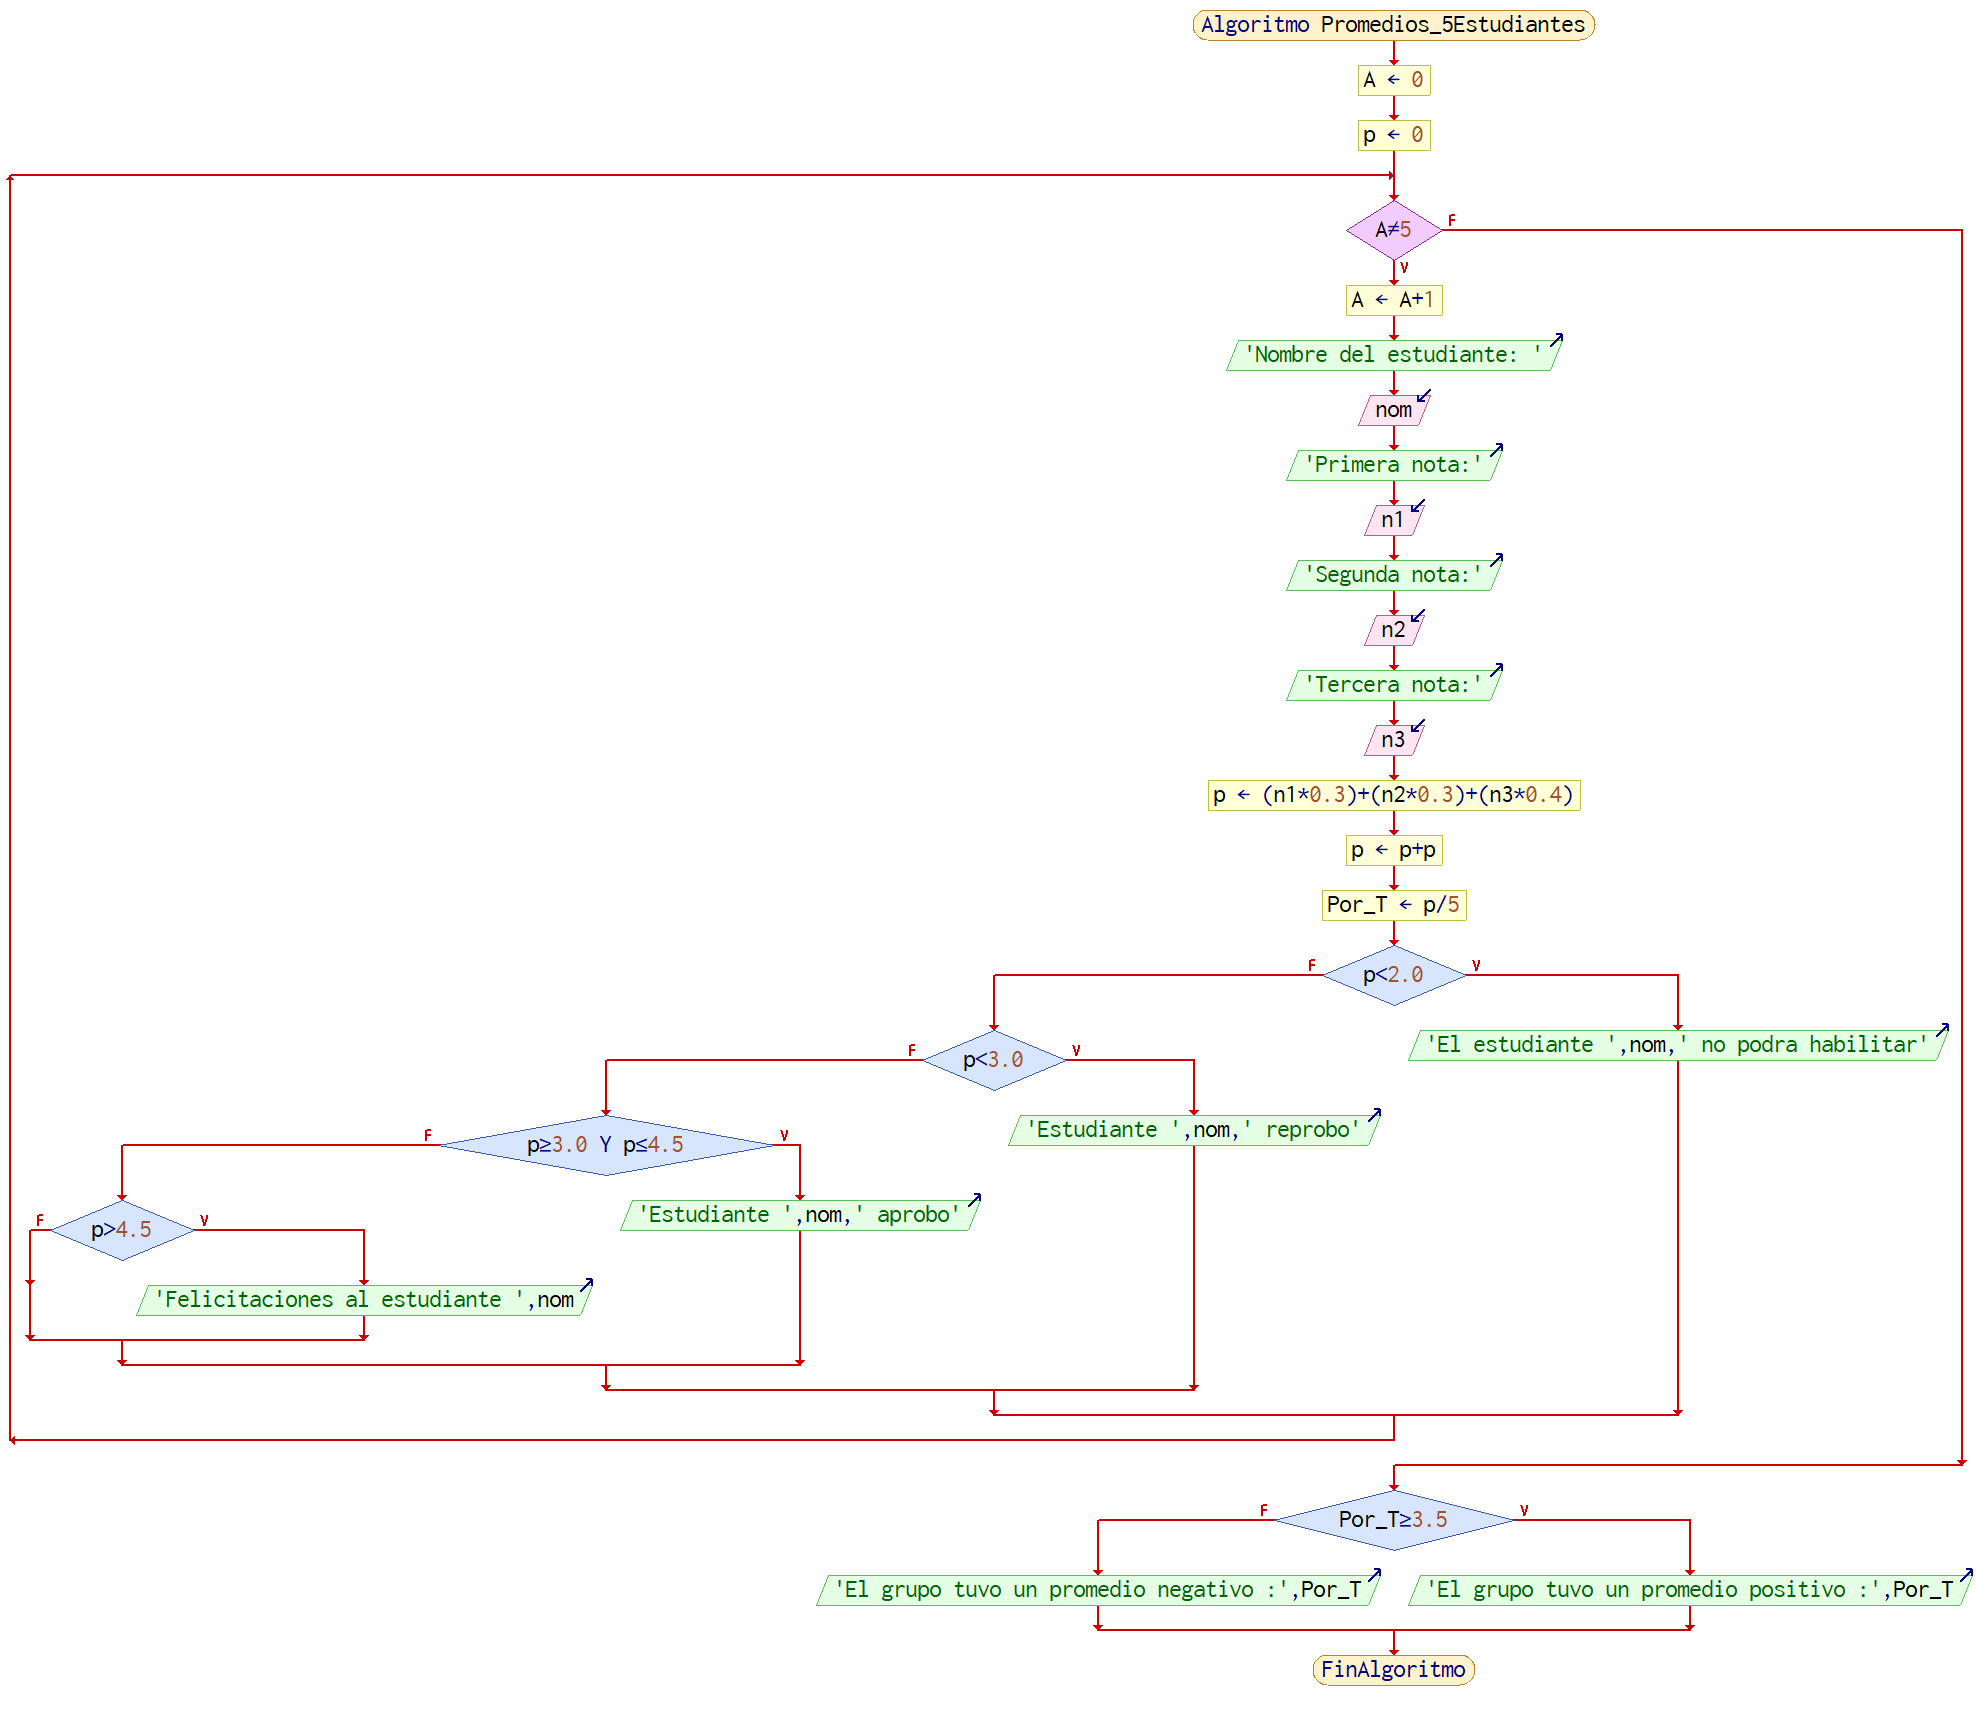 Algoritmo Promedios_5Estudiantes
A ← 0
p ← 0
A≠5
F
V
A ← A+1
'Nombre del estudiante: '
nom
'Primera nota:'
n1
'Segunda nota:'
n2
'Tercera nota:'
n3
p ← (n1*0.3)+(n2*0.3)+(n3*0.4)
p ← p+p
Por_T ← p/5
F
p<2.0
V
'El estudiante ',nom,' no podra habilitar'
F
p<3.0
V
'Estudiante ',nom,' reprobo'
F
p≥3.0 Y p≤4.5
V
'Estudiante ',nom,' aprobo'
F
p>4.5
V
'Felicitaciones al estudiante ',nom
F
Por_T≥3.5
V
'El grupo tuvo un promedio negativo :',Por_T
'El grupo tuvo un promedio positivo :',Por_T
FinAlgoritmo